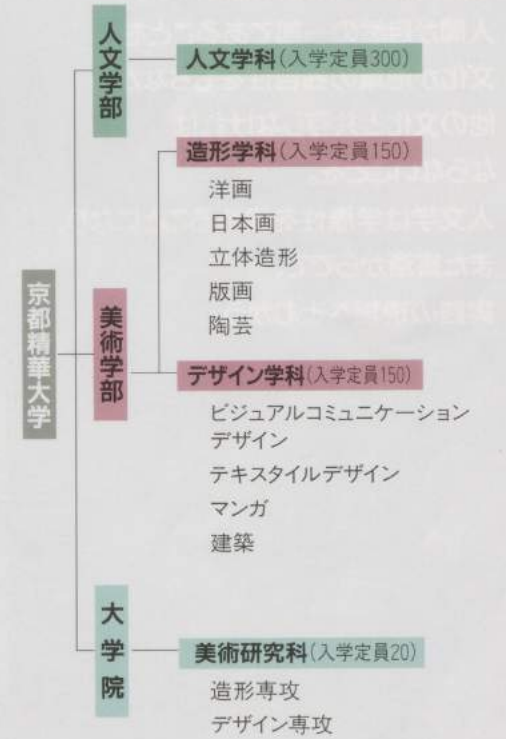 京都精華大学
人文学部
人文学科(入学定員300)
美術学部
造形学科(入学定員150)
洋画
日本画
立体造形
版画
陶芸
デザイン学科(入学定員150)
ビジュアルコミュニケーション
デザイン
テキスタイルデザイン
マンガ
建築
大学院
美術研究科(入学定員20)
造形専攻
デザイン専攻